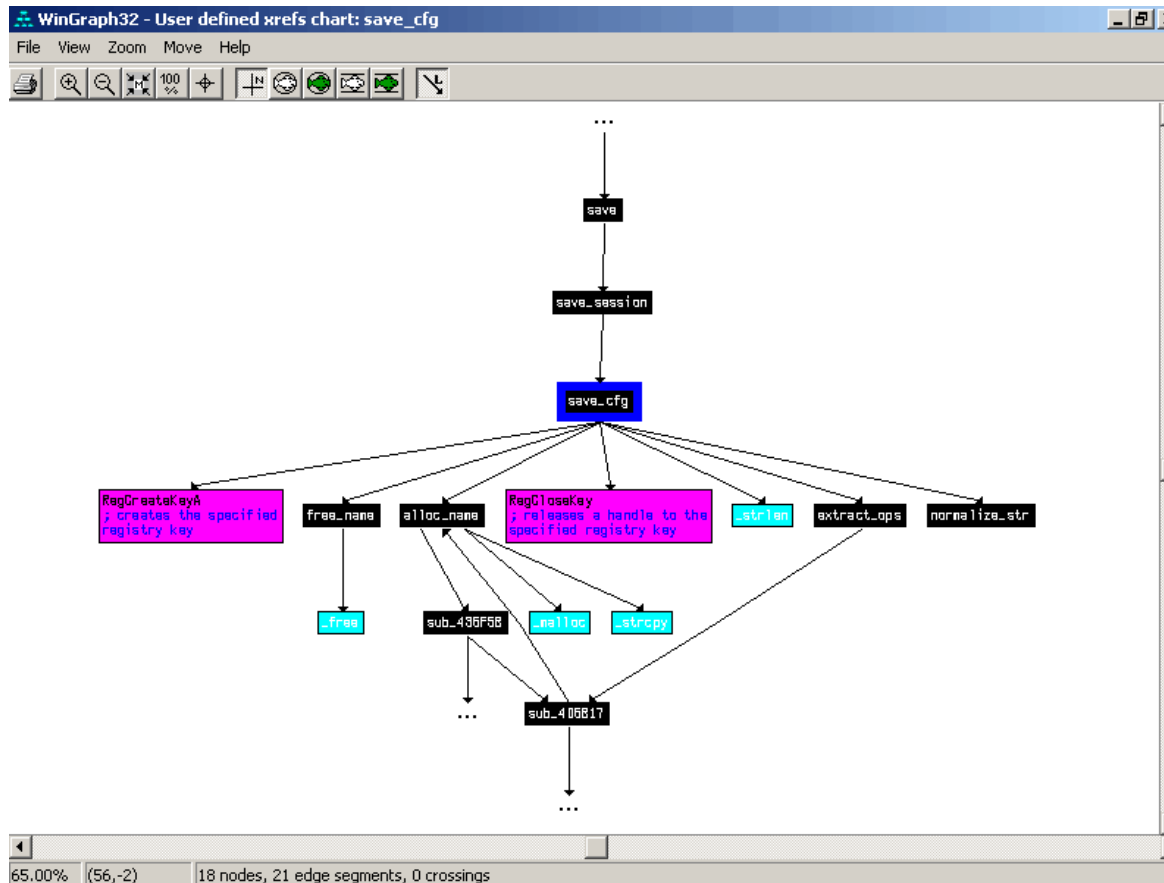 WinGraph32 - User defined xrefs chart: save_cfg
File View Zoom Move Help
100 %
N
...
save
save_session
save_cfg
RegCreateKeyA
; creates the specified
registry key
free_name
alloc_name
RegCloseKey
; releases a handle to the
specified registry key
_strlen
extract_ops
normalize_str
_free
_malloc
_strcpy
...
...
65.00% (56,-2) 18 nodes, 21 edge segments, 0 crossings